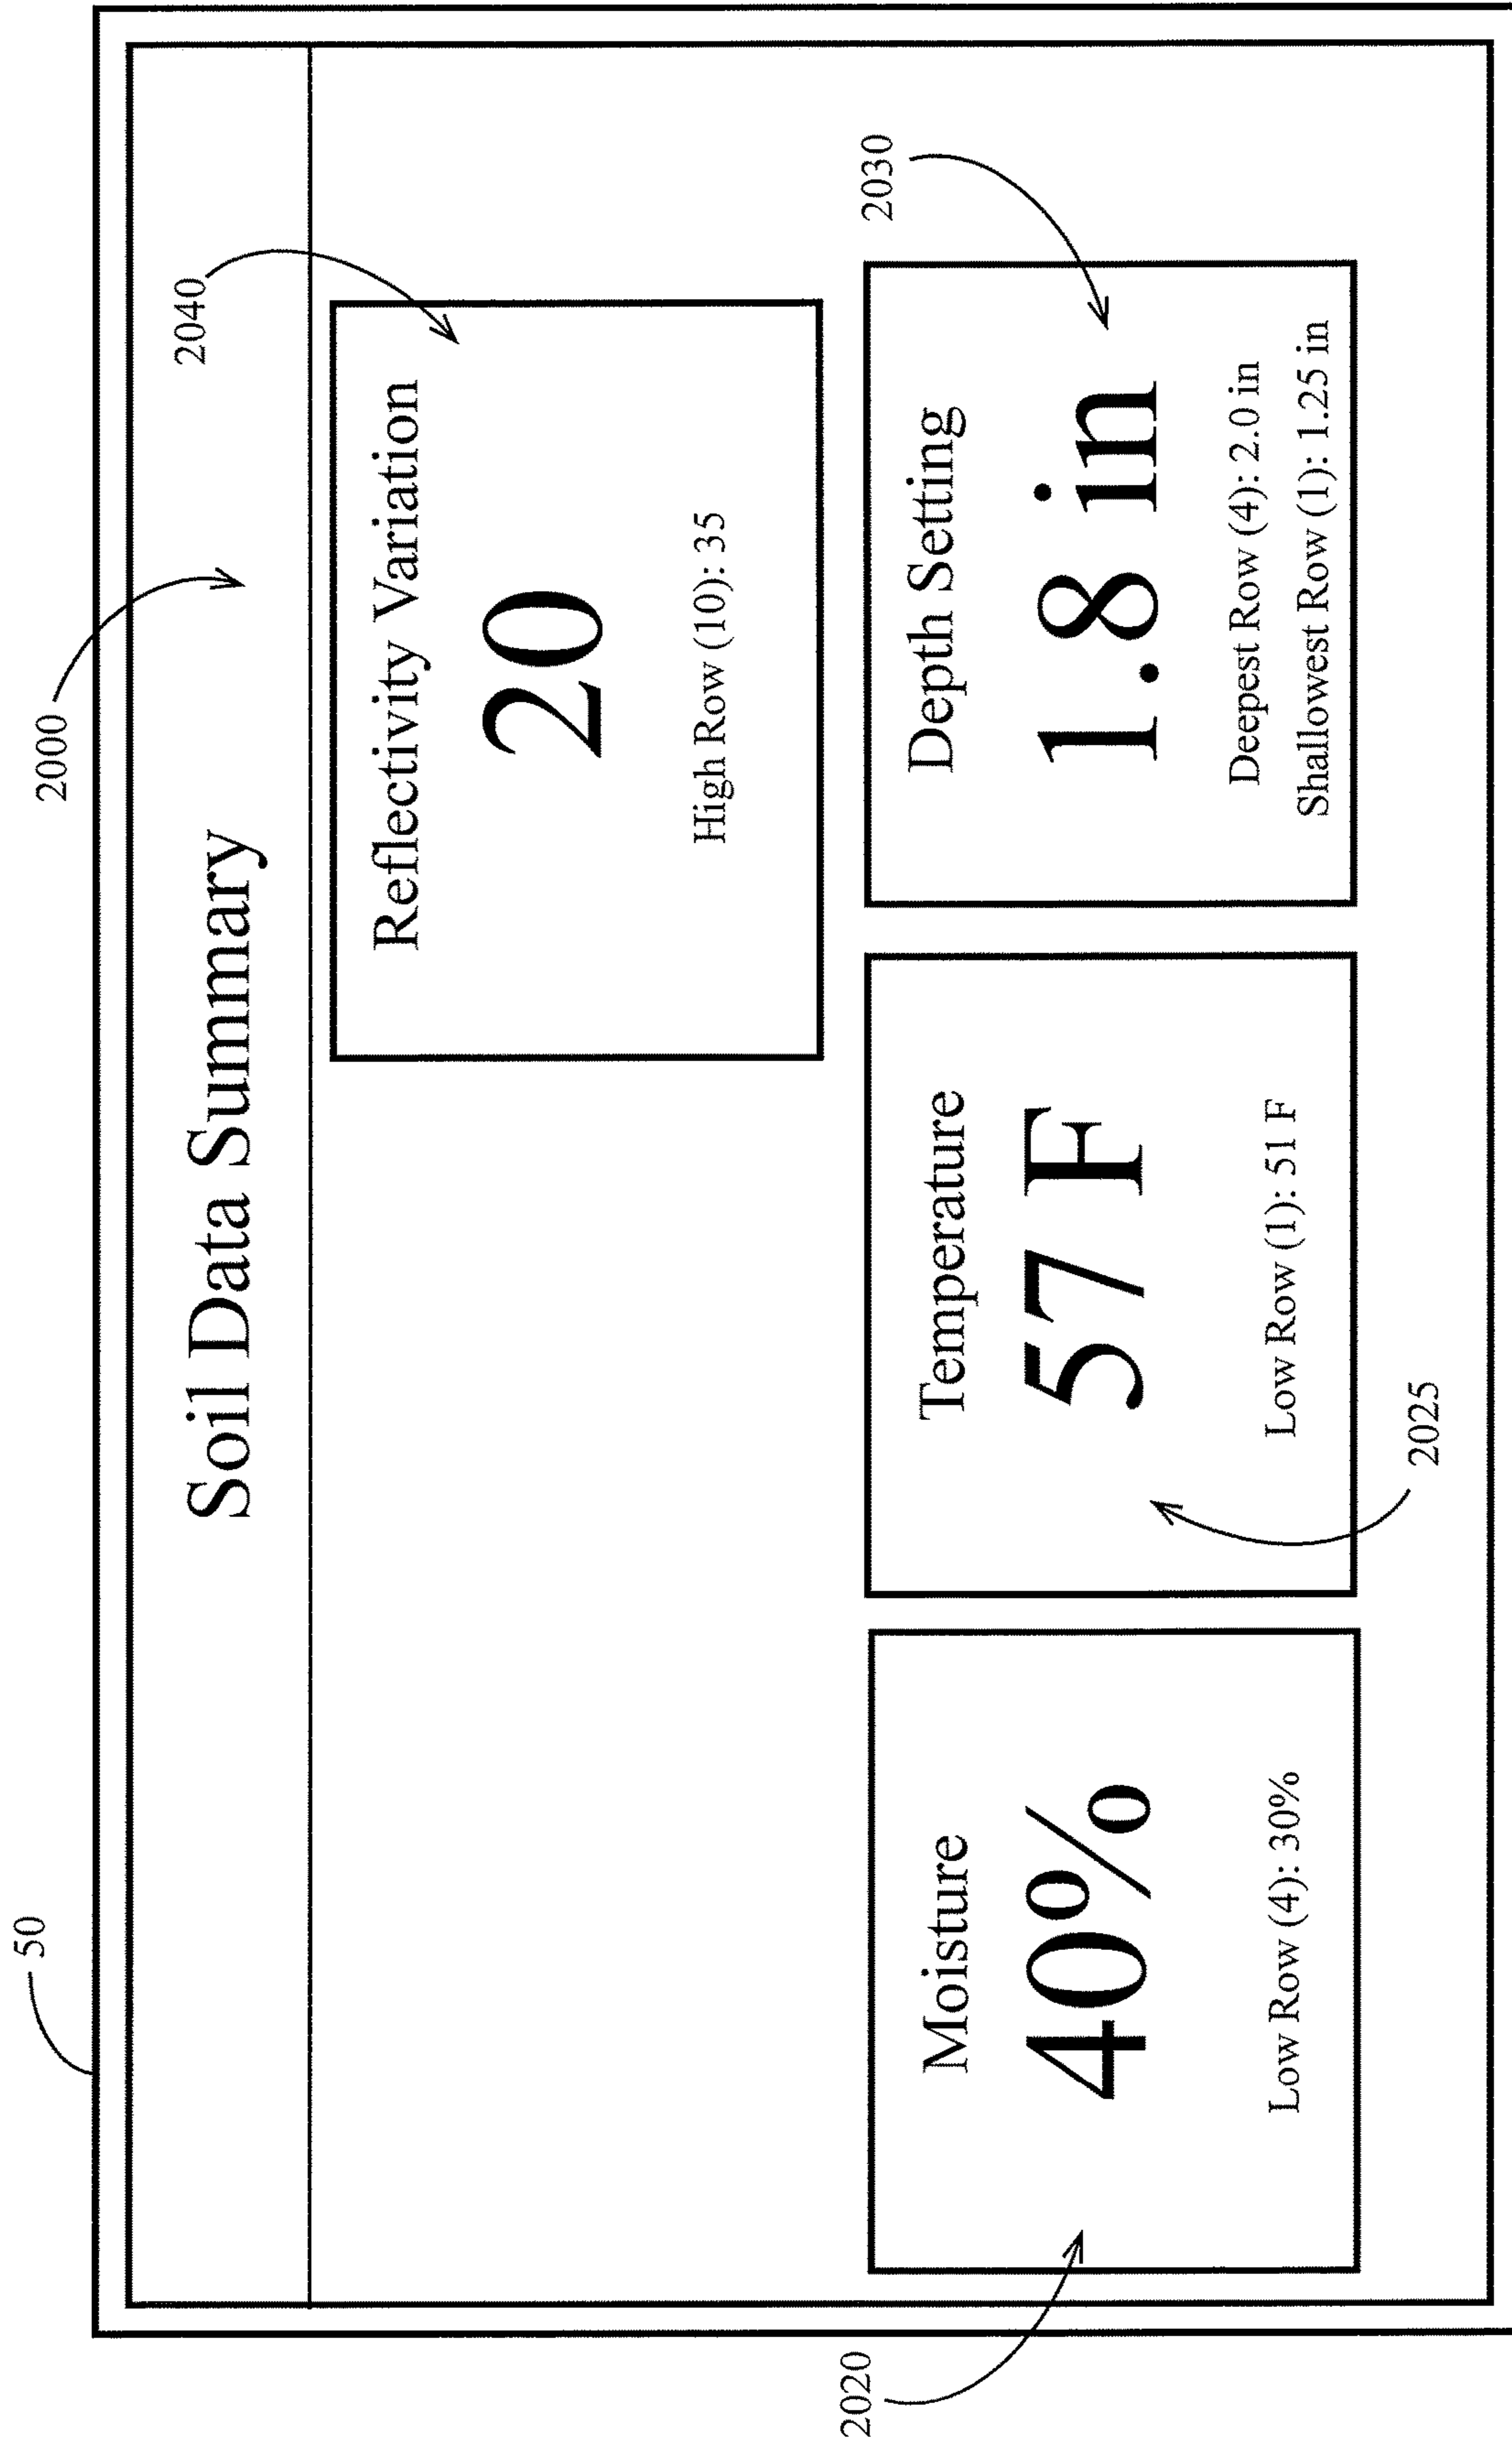 50
2000
2040
Soil Data Summary
Reflectivity Variation
20
High Row (10): 35
2030
Moisture
40%
Low Row (4): 30%
Temperature
57 F
Low Row (1): 51 F
Depth Setting
1.8 in
Deepest Row (4): 2.0 in
Shallowest Row (1): 1.25 in
2020
2025